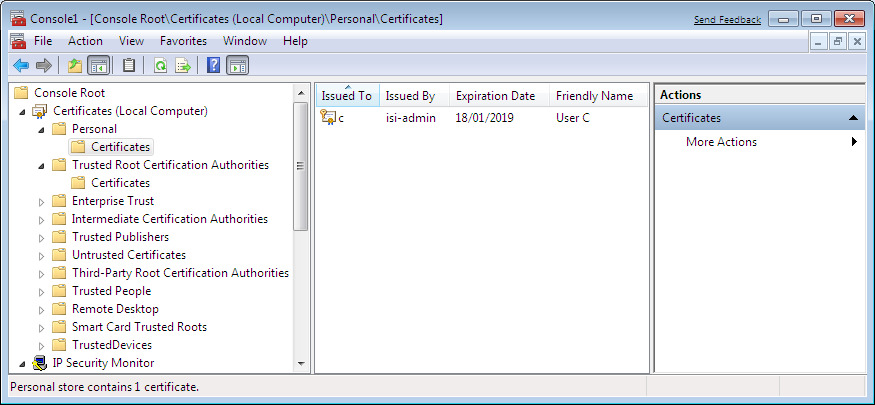 Console1 - [Console Root\Certificates (Local Computer)\Personal\Certificates]
Send Feedback
File Action View Favorites Window Help
Console Root
Certificates (Local Computer)
Personal
Certificates
Trusted Root Certification Authorities
Certificates
Enterprise Trust
Intermediate Certification Authorities
Trusted Publishers
Untrusted Certificates
Third-Party Root Certification Authorities
Trusted People
Remote Desktop
Smart Card Trusted Roots
TrustedDevices
IP Security Monitor
Issued To Issued By Expiration Date Friendly Name
c isi-admin 18/01/2019 User C
Actions
Certificates
More Actions
Personal store contains 1 certificate.